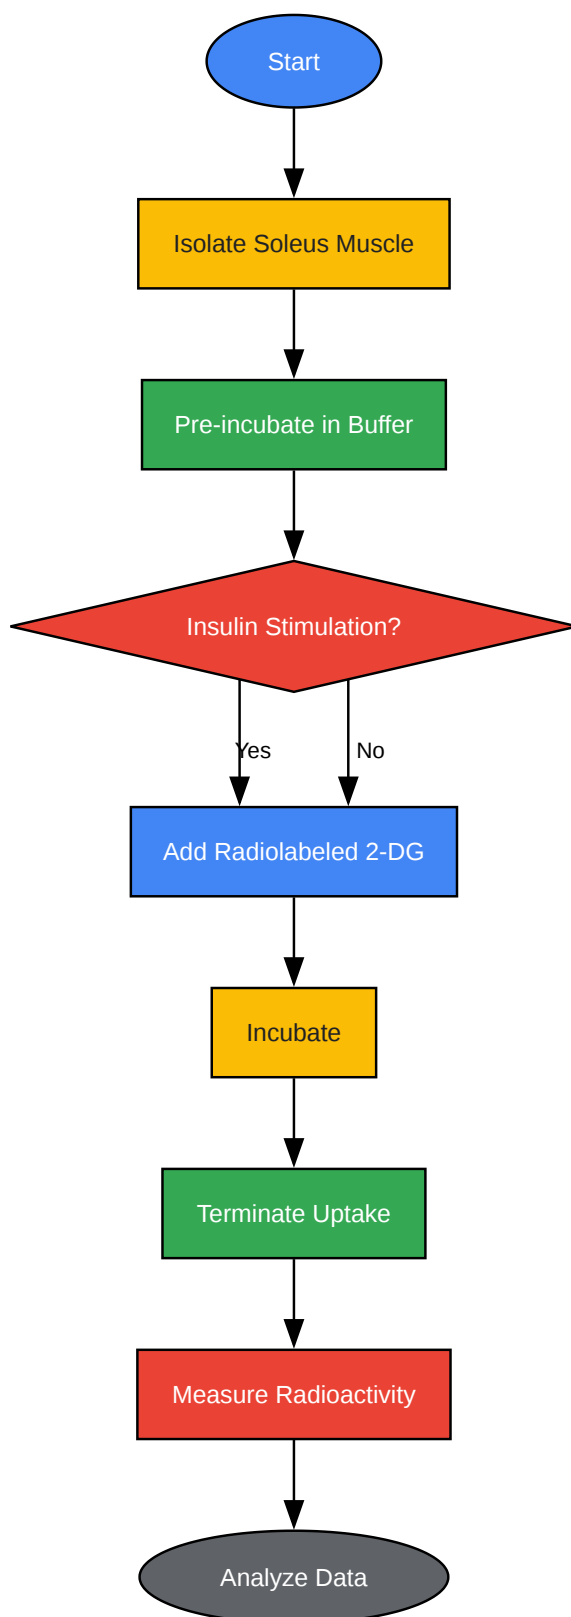 Start
Isolate Soleus Muscle
Pre-incubate in Buffer
Insulin Stimulation?
Yes
No
Add Radiolabeled 2-DG
Incubate
Terminate Uptake
Measure Radioactivity
Analyze Data